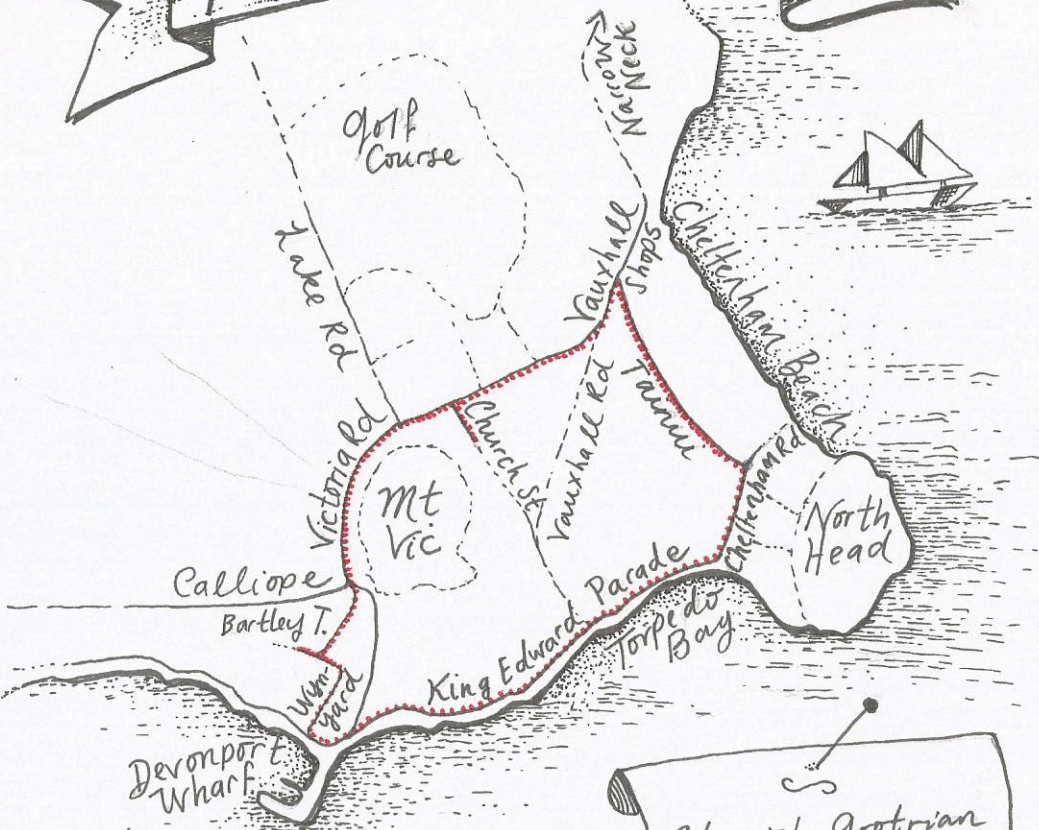 Narrow
Neck
Golf
Course
Lake Rd
Vauxhall
Shops
Cheltenham Beach
Taunui
Church St
Vauxhall Rd
Victoria Rd
Mt
Vic
Cheltenham Rd
North
Head
Calliope
Bartley T.
King Edward Parade
Torpedo
Bay
Wyn-
yard
Devonport
Wharf